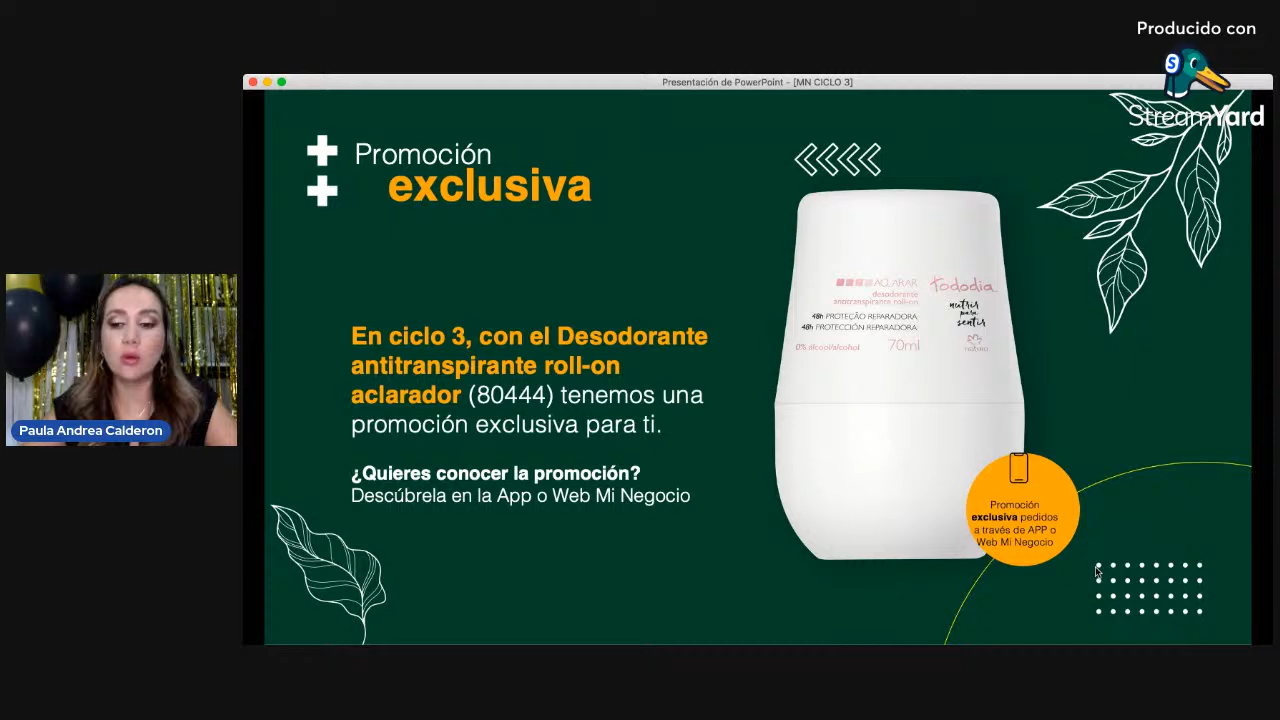 Producido con
StreamYard
Presentación de PowerPoint - [MN CICLO 3]
Promoción
exclusiva
En ciclo 3, con el Desodorante
antitranspirante roll-on
aclarador (80444) tenemos una
promoción exclusiva para ti.
¿Quieres conocer la promoción?
Descúbrela en la App o Web Mi Negocio
ACLARAR
desodorante
antitranspirante roll-on
48h PROTEÇÃO REPARADORA
48h PROTECCIÓN REPARADORA
0% álcool/alcohol
70ml
tododia
nutrir
para
sentir
natura
Promoción
exclusiva pedidos
a través de APP o
Web Mi Negocio
Paula Andrea Calderon